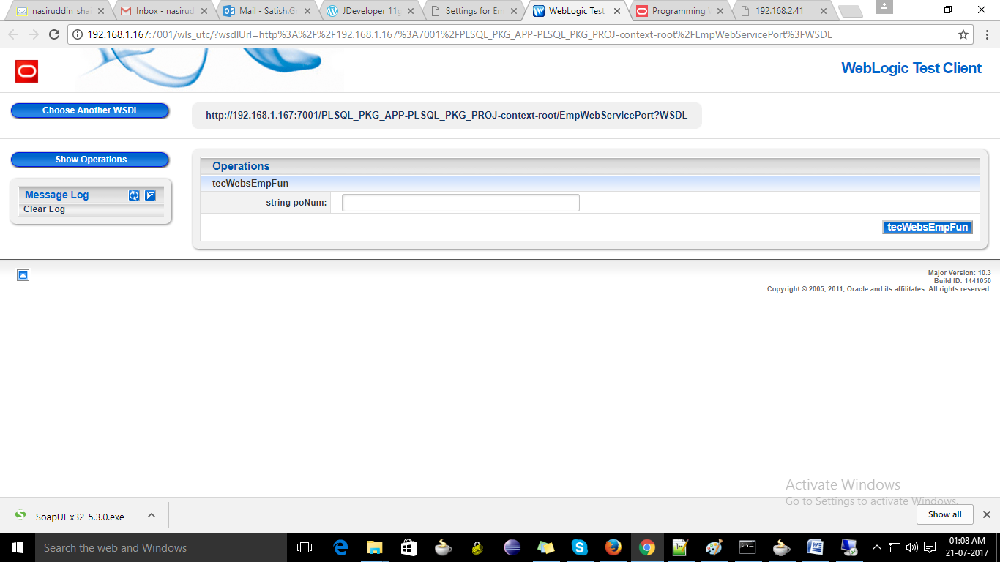 nasiruddin_sha
Inbox - nasirud
Mail - Satish.Gr
JDeveloper 11g
Settings for Em
WebLogic Test
Programming W
192.168.2.41
192.168.1.167:7001/wls_utc/?wsdlUrl=http%3A%2F%2F192.168.1.167%3A7001%2FPLSQL_PKG_APP-PLSQL_PKG_PROJ-context-root%2FEmpWebServicePort%3FWSDL
WebLogic Test Client
Choose Another WSDL
http://192.168.1.167:7001/PLSQL_PKG_APP-PLSQL_PKG_PROJ-context-root/EmpWebServicePort?WSDL
Show Operations
Message Log
Clear Log
Operations
tecWebsEmpFun
string poNum:
tecWebsEmpFun
Major Version: 10.3
Build ID: 1441050
Copyright © 2005, 2011, Oracle and its affilitates. All rights reserved.
Activate Windows
Go to Settings to activate Windows.
SoapUI-x32-5.3.0.exe
Show all
Search the web and Windows
01:08 AM
21-07-2017